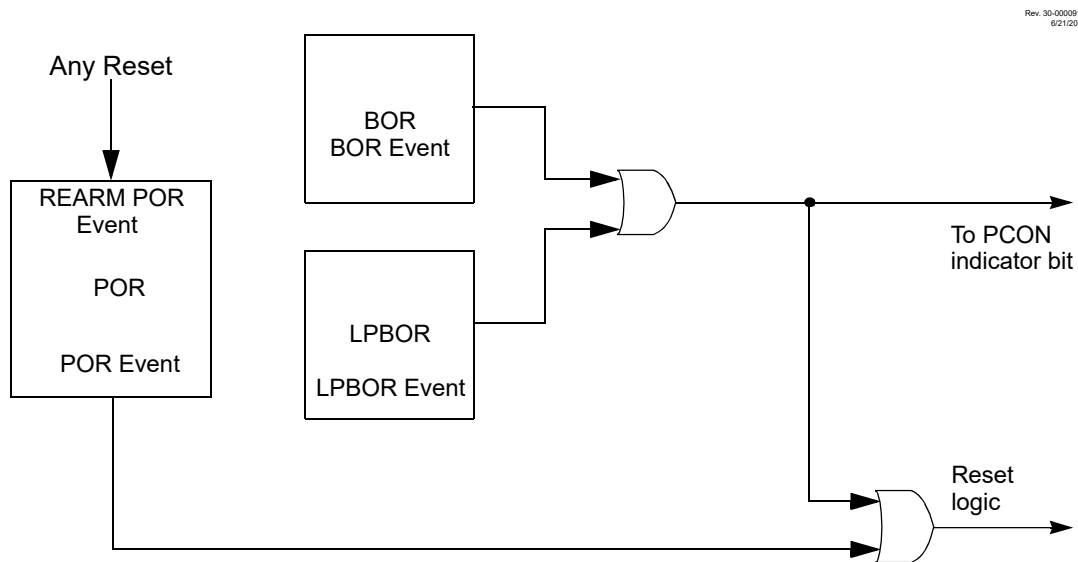 Rev. 30-00009
6/21/20
Any Reset
REARM POR
Event
POR
POR Event
BOR
BOR Event
LPBOR
LPBOR Event
To PCON
indicator bit
Reset
logic